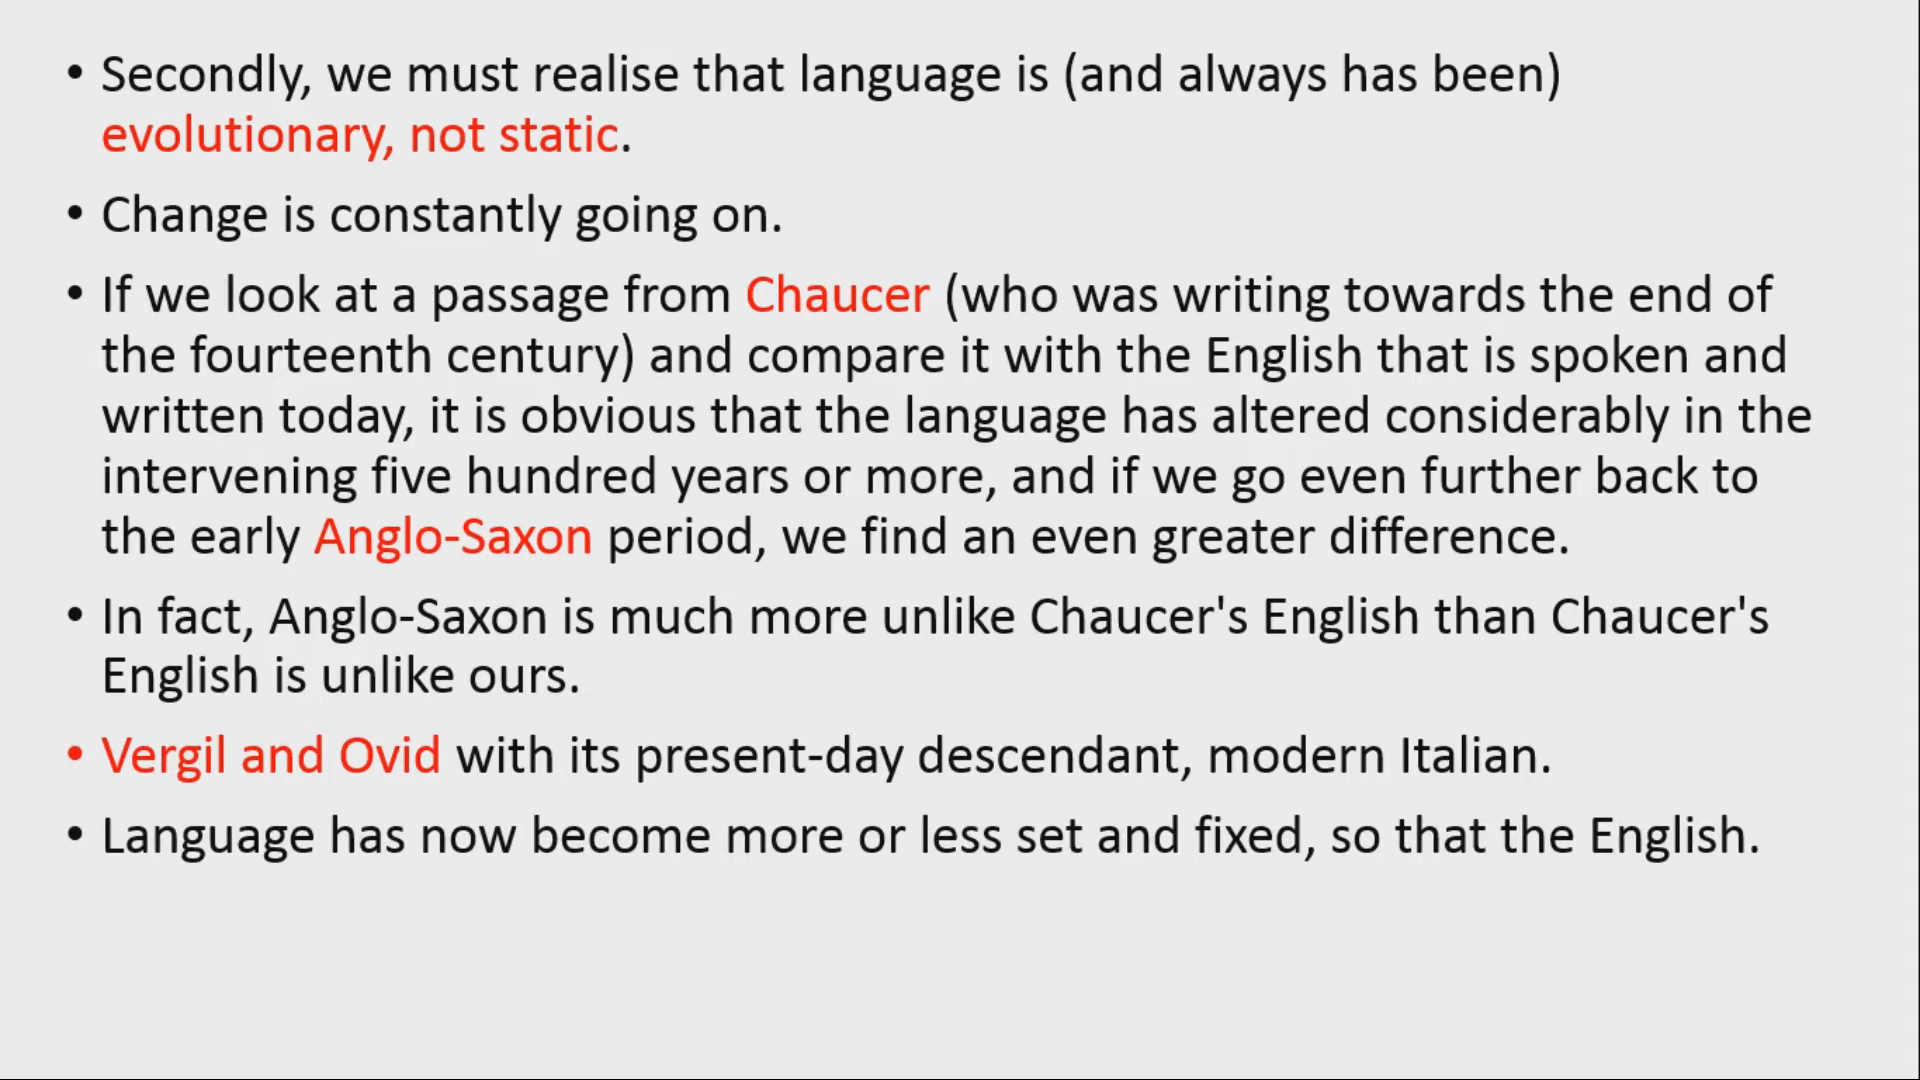 • Secondly, we must realise that language is (and always has been)
evolutionary, not static.
• Change is constantly going on.
• If we look at a passage from Chaucer (who was writing towards the end of
the fourteenth century) and compare it with the English that is spoken and
written today, it is obvious that the language has altered considerably in the
intervening five hundred years or more, and if we go even further back to
the early Anglo-Saxon period, we find an even greater difference.
• In fact, Anglo-Saxon is much more unlike Chaucer's English than Chaucer's
English is unlike ours.
• Vergil and Ovid with its present-day descendant, modern Italian.
• Language has now become more or less set and fixed, so that the English.